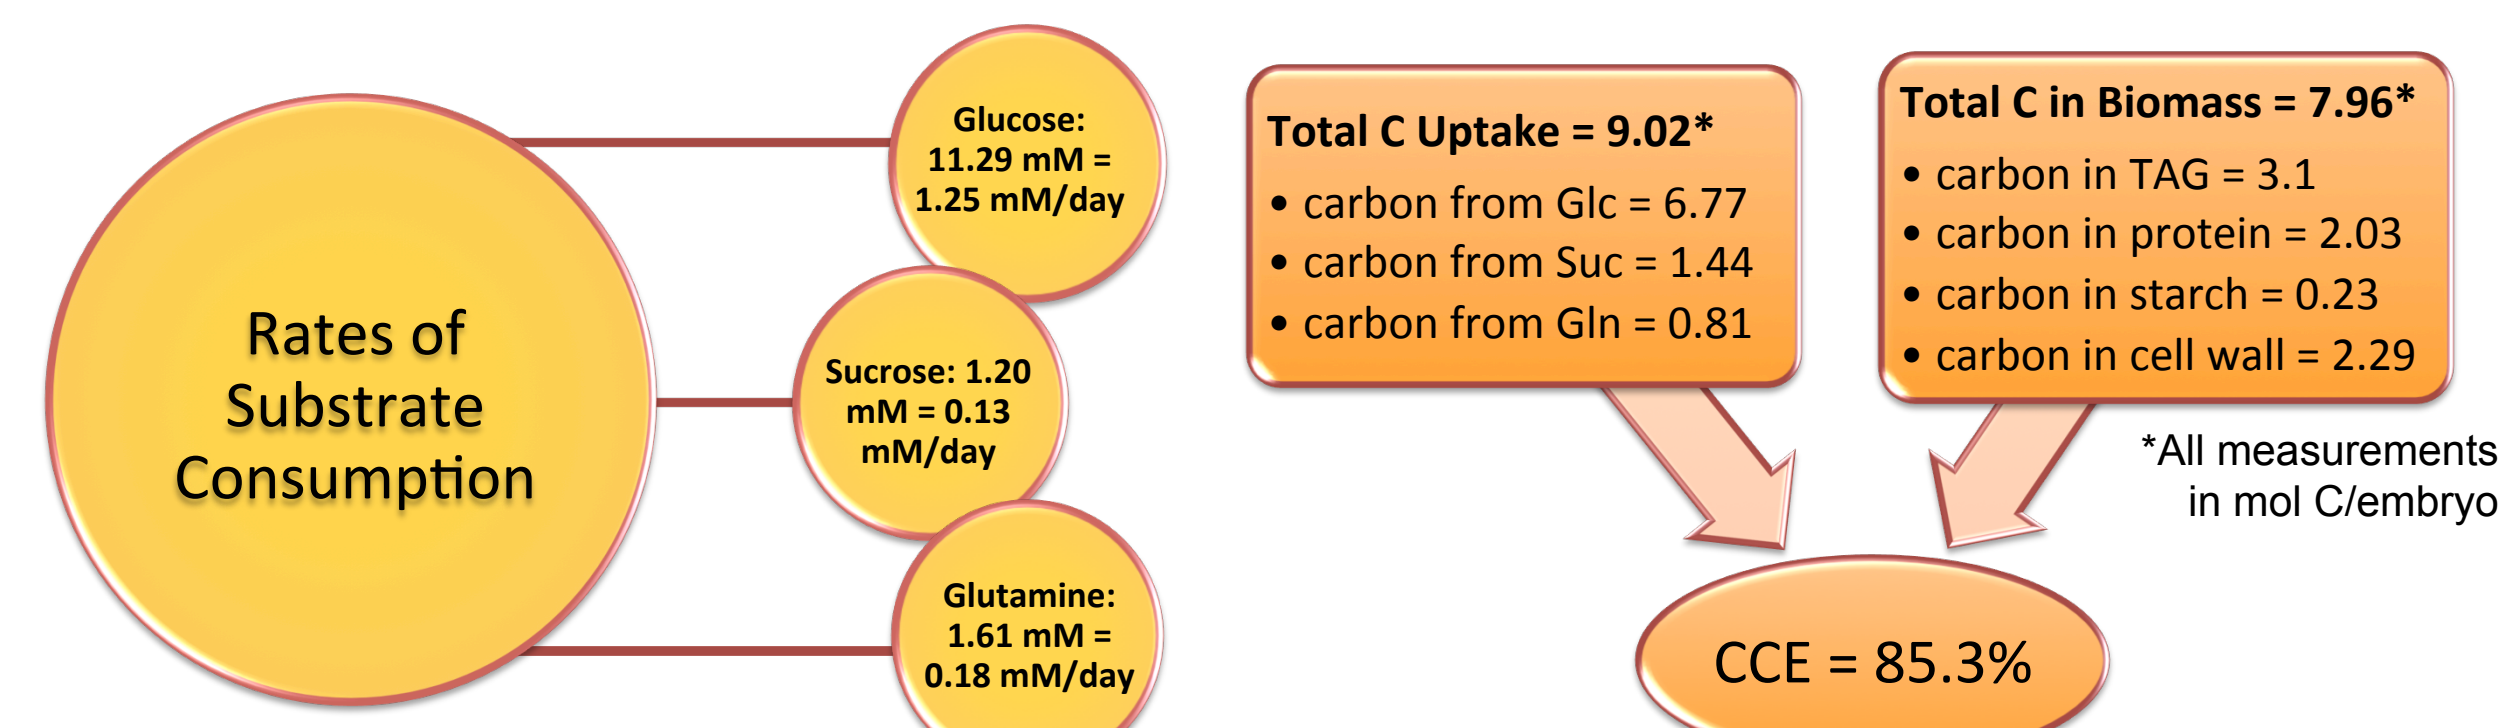 Rates of
Substrate
Consumption
Glucose:
11.29 mM =
1.25 mM/day
Sucrose: 1.20
mM = 0.13
mM/day
Glutamine:
1.61 mM =
0.18 mM/day
Total C Uptake = 9.02*
• carbon from Glc = 6.77
• carbon from Suc = 1.44
• carbon from Gln = 0.81
Total C in Biomass = 7.96*
• carbon in TAG = 3.1
• carbon in protein = 2.03
• carbon in starch = 0.23
• carbon in cell wall = 2.29
*All measurements
in mol C/embryo
CCE = 85.3%